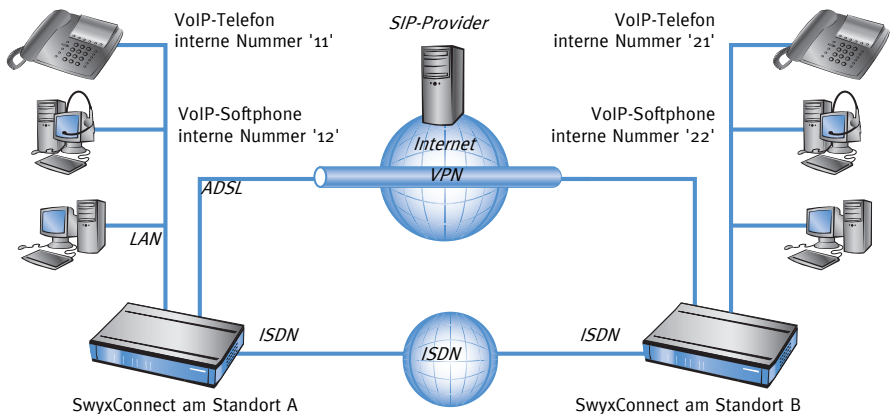 VoIP-Telefon
interne Nummer '11'
SIP-Provider
VoIP-Telefon
interne Nummer '21'
VoIP-Softphone
interne Nummer '12'
VoIP-Softphone
interne Nummer '22'
Internet
VPN
ADSL
LAN
ISDN
ISDN
ISDN
SwyxConnect am Standort A
SwyxConnect am Standort B